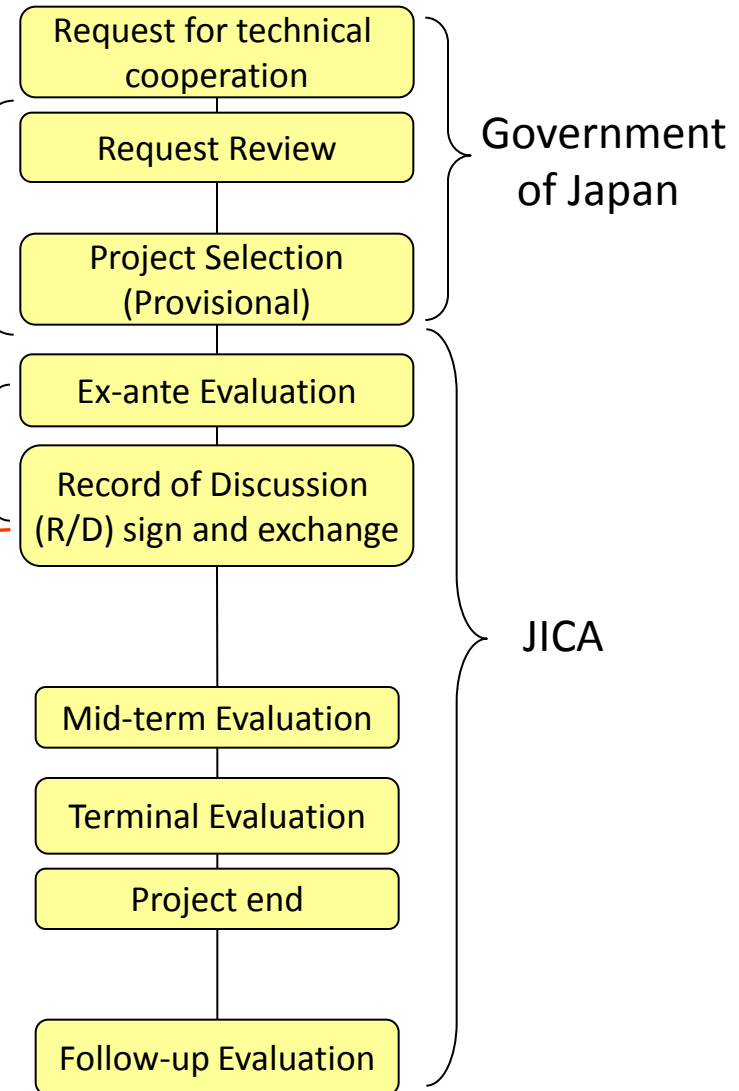 Request for technical
cooperation
Request Review
Government
of Japan
Project Selection
(Provisional)
Ex-ante Evaluation
Record of Discussion
(R/D) sign and exchange
JICA
Mid-term Evaluation
Terminal Evaluation
Project end
Follow-up Evaluation